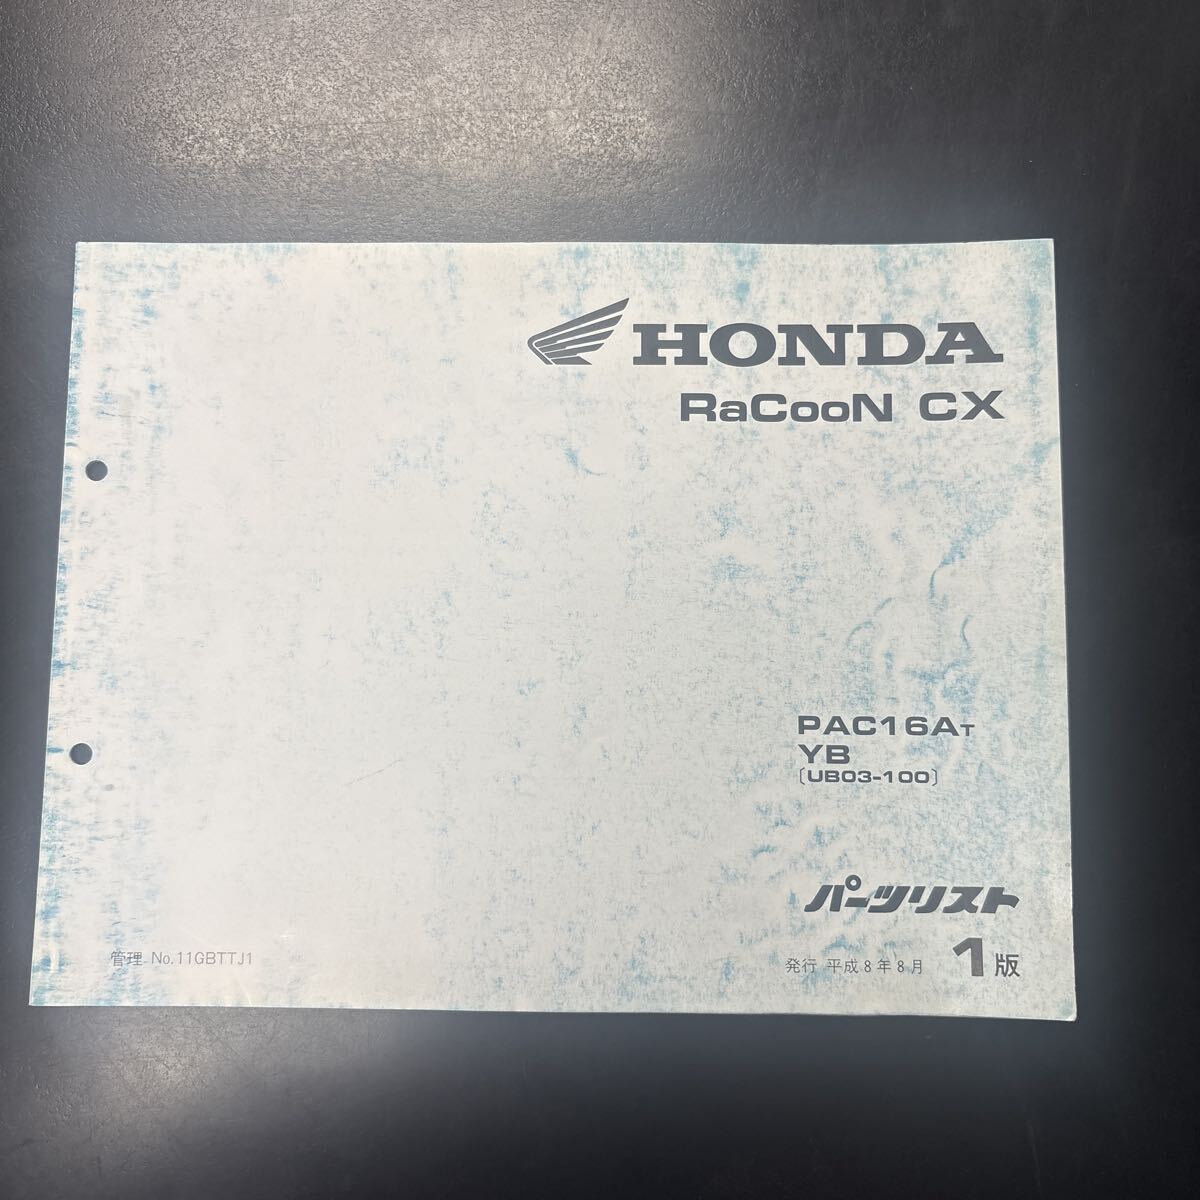 HONDA
RaCooN CX
PAC16AT
YB
[UB03-100]
パーツリスト
管理 No.11GBTTJ1
発行 平成8年8月 1版